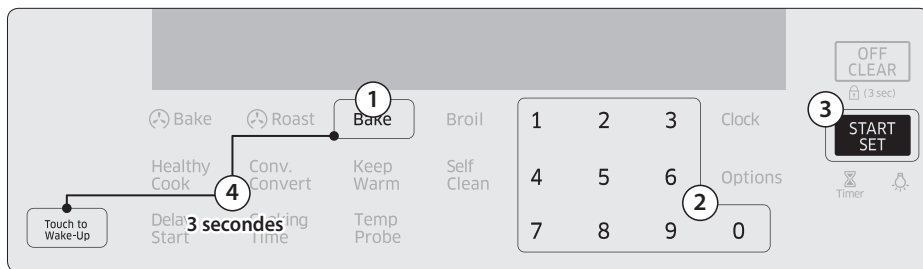 OFF
CLEAR
(3 sec)
1
3
Bake Roast Bake Broil 1 2 3 Clock
START
SET
Healthy
Cook
Conv.
Convert
Keep
Warm
Self
Clean
4 5 6 Options
Timer
4
2
Touch to
Wake-Up
Delay
Start
Cooking
Time
3 secondes
Temp
Probe
7 8 9 0